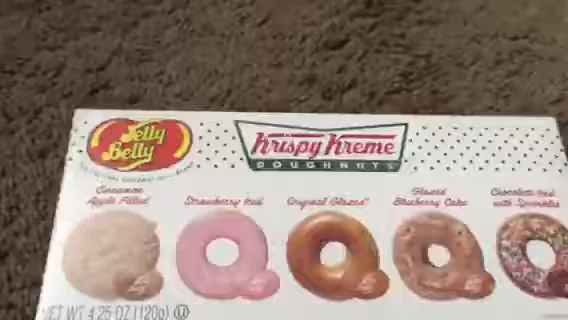 Jelly
Belly
Krispy Kreme
DOUGHNUTS
Cinnamon
Apple Filled
Strawberry Iced
Original Glazed
Glazed
Blueberry Cake
Chocolate Iced
with Sprinkles
NET WT 4.25 OZ (120g) U